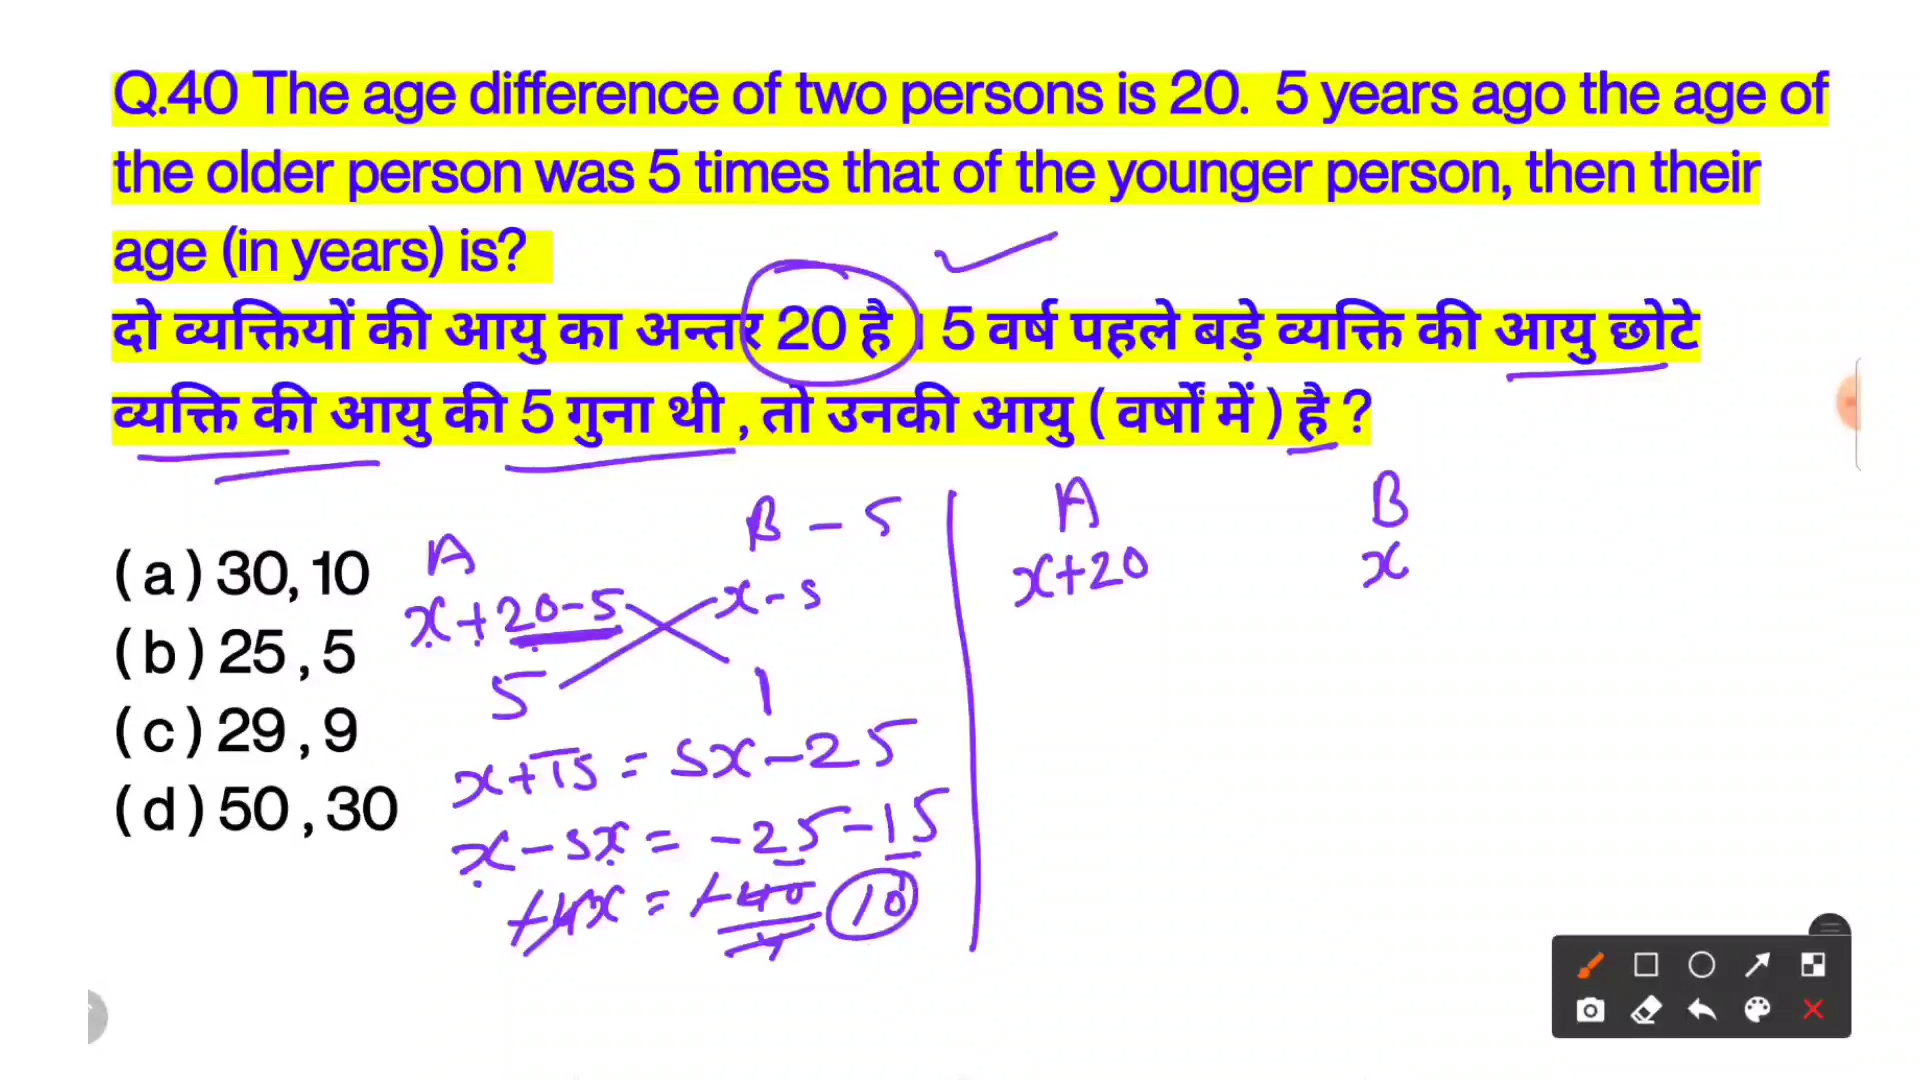 Q.40 The age difference of two persons is 20. 5 years ago the age of
the older person was 5 times that of the younger person, then their
age (in years) is?
दो व्यक्तियों की आयु का अन्तर 20 है । 5 वर्ष पहले बड़े व्यक्ति की आयु छोटे
व्यक्ति की आयु की 5 गुना थी , तो उनकी आयु ( वर्षों में ) है ?
( a ) 30, 10
( b ) 25 , 5
( c ) 29 , 9
( d ) 50 , 30
A B - 5
x+20-5 x-5
5 1
x+15 = 5x-25
x-5x = -25-15
-4x = -40 10
4
A B
x+20 x